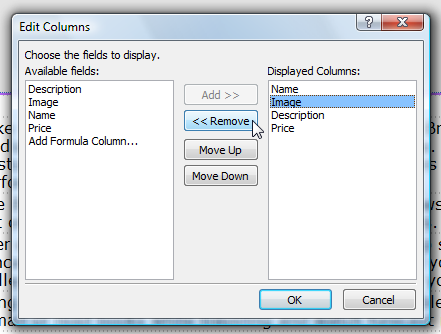 Edit Columns
Choose the fields to display.
Available fields:
Description
Image
Name
Price
Add Formula Column...
Add >>
<< Remove
Move Up
Move Down
Displayed Columns:
Name
Image
Description
Price
OK
Cancel